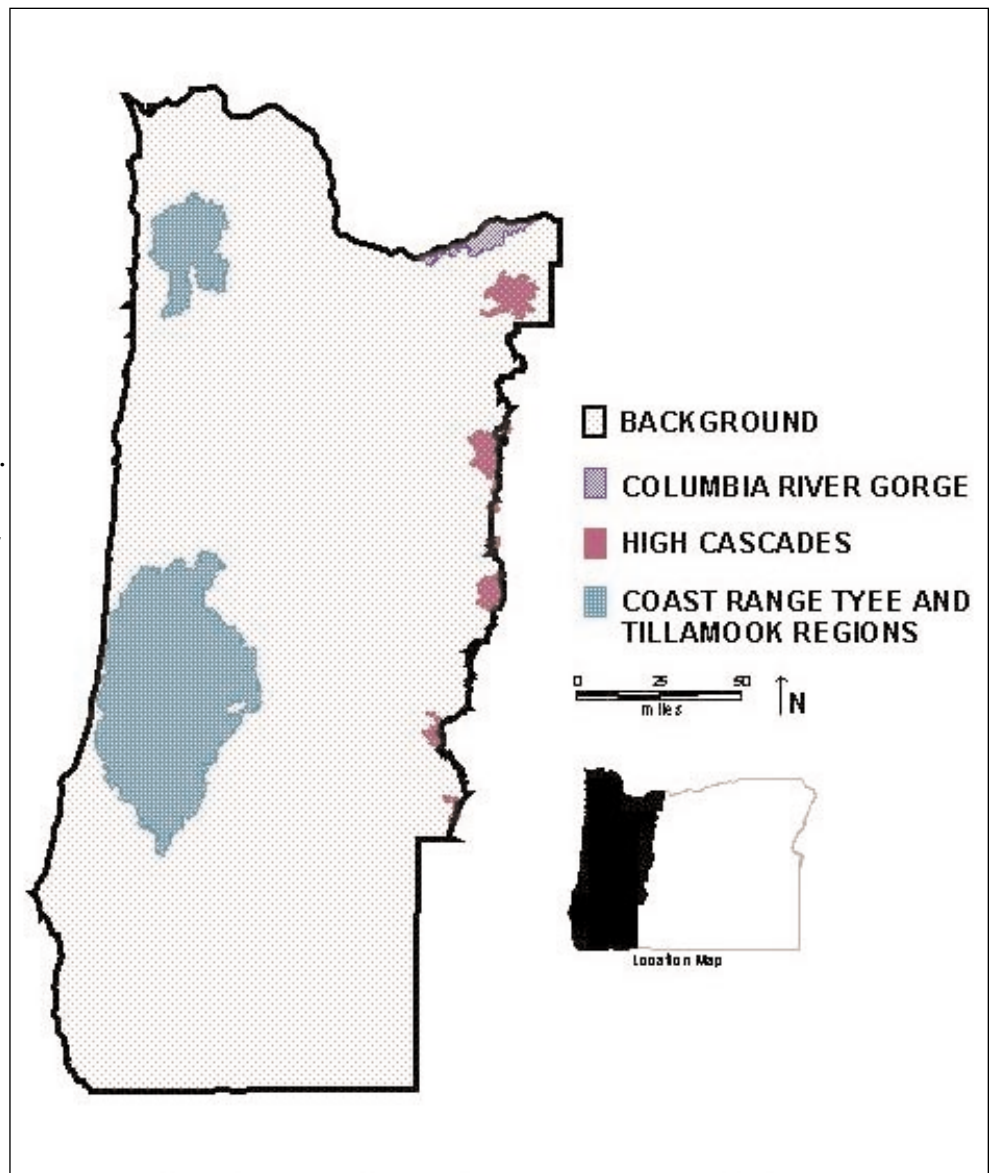 BACKGROUND
COLUMBIA RIVER GORGE
HIGH CASCADES
COAST RANGE TYEE AND
TILLAMOOK REGIONS
0 25 50
miles
N
Location Map